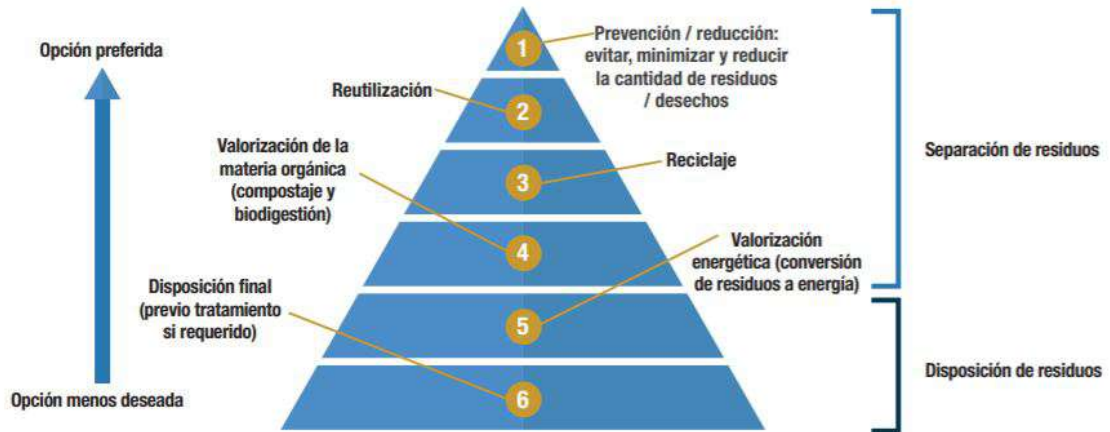 Opción preferida
1
Prevención / reducción:
evitar, minimizar y reducir
la cantidad de residuos
/ desechos
Reutilización
2
Valorización de la
materia orgánica
(compostaje y
biodigestión)
3
Reciclaje
Separación de residuos
4
Valorización
energética (conversión
de residuos a energía)
Disposición final
(previo tratamiento
si requerido)
5
Disposición de residuos
Opción menos deseada
6